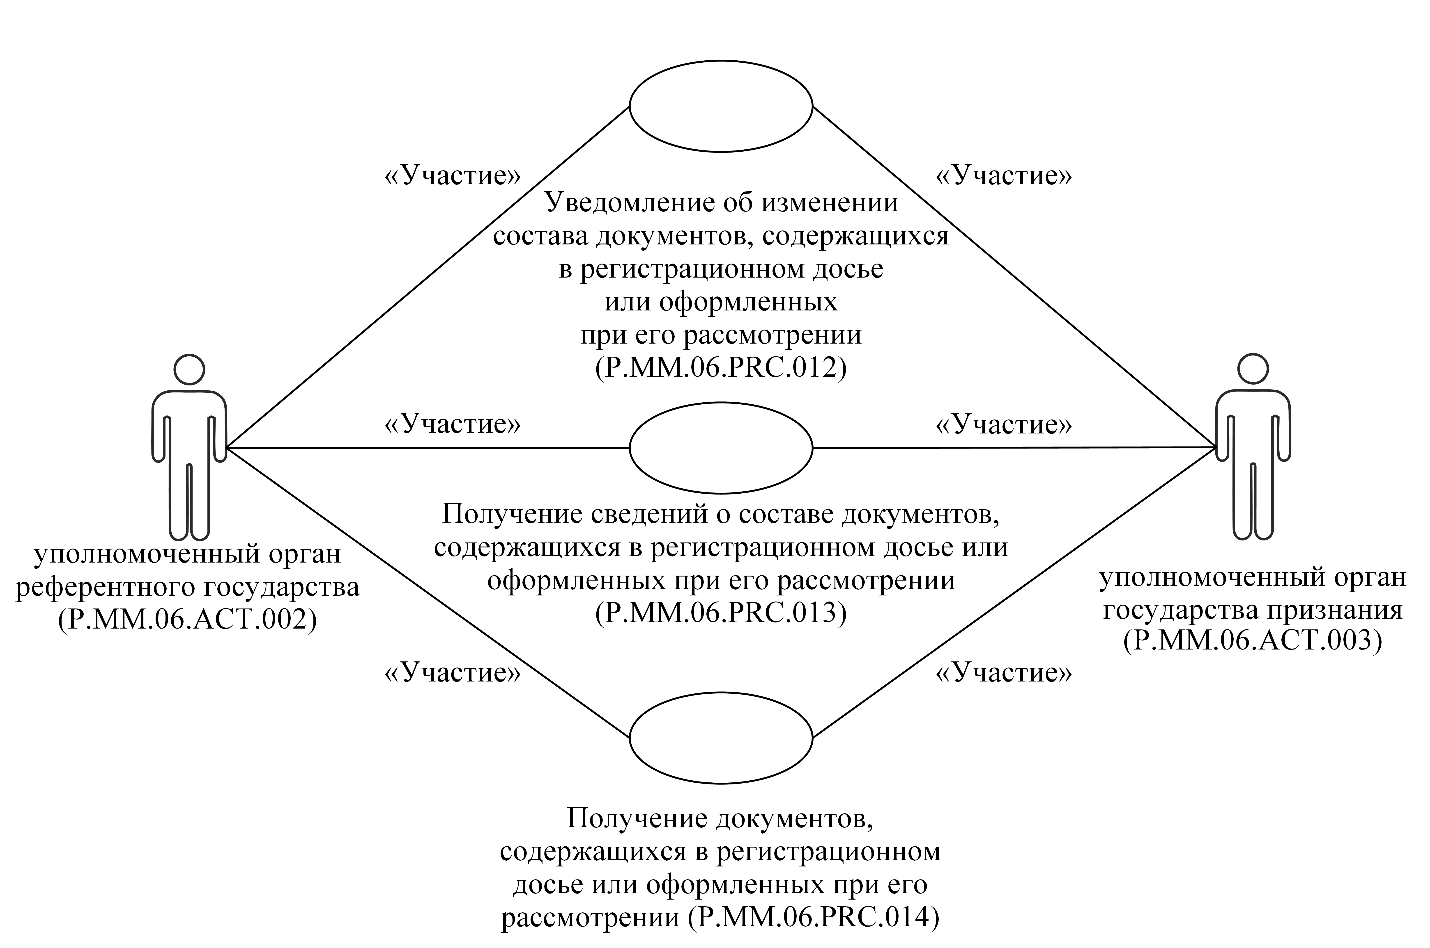 «Участие»
«Участие»
Уведомление об изменении
состава документов, содержащихся
в регистрационном досье
или оформленных
при его рассмотрении
(P.MM.06.PRC.012)
«Участие»
«Участие»
Получение сведений о составе документов,
содержащихся в регистрационном досье или
оформленных при его рассмотрении
(P.MM.06.PRC.013)
уполномоченный орган
референтного государства
(P.MM.06.ACT.002)
уполномоченный орган
государства признания
(P.MM.06.ACT.003)
«Участие»
«Участие»
Получение документов,
содержащихся в регистрационном
досье или оформленных при его
рассмотрении (P.MM.06.PRC.014)